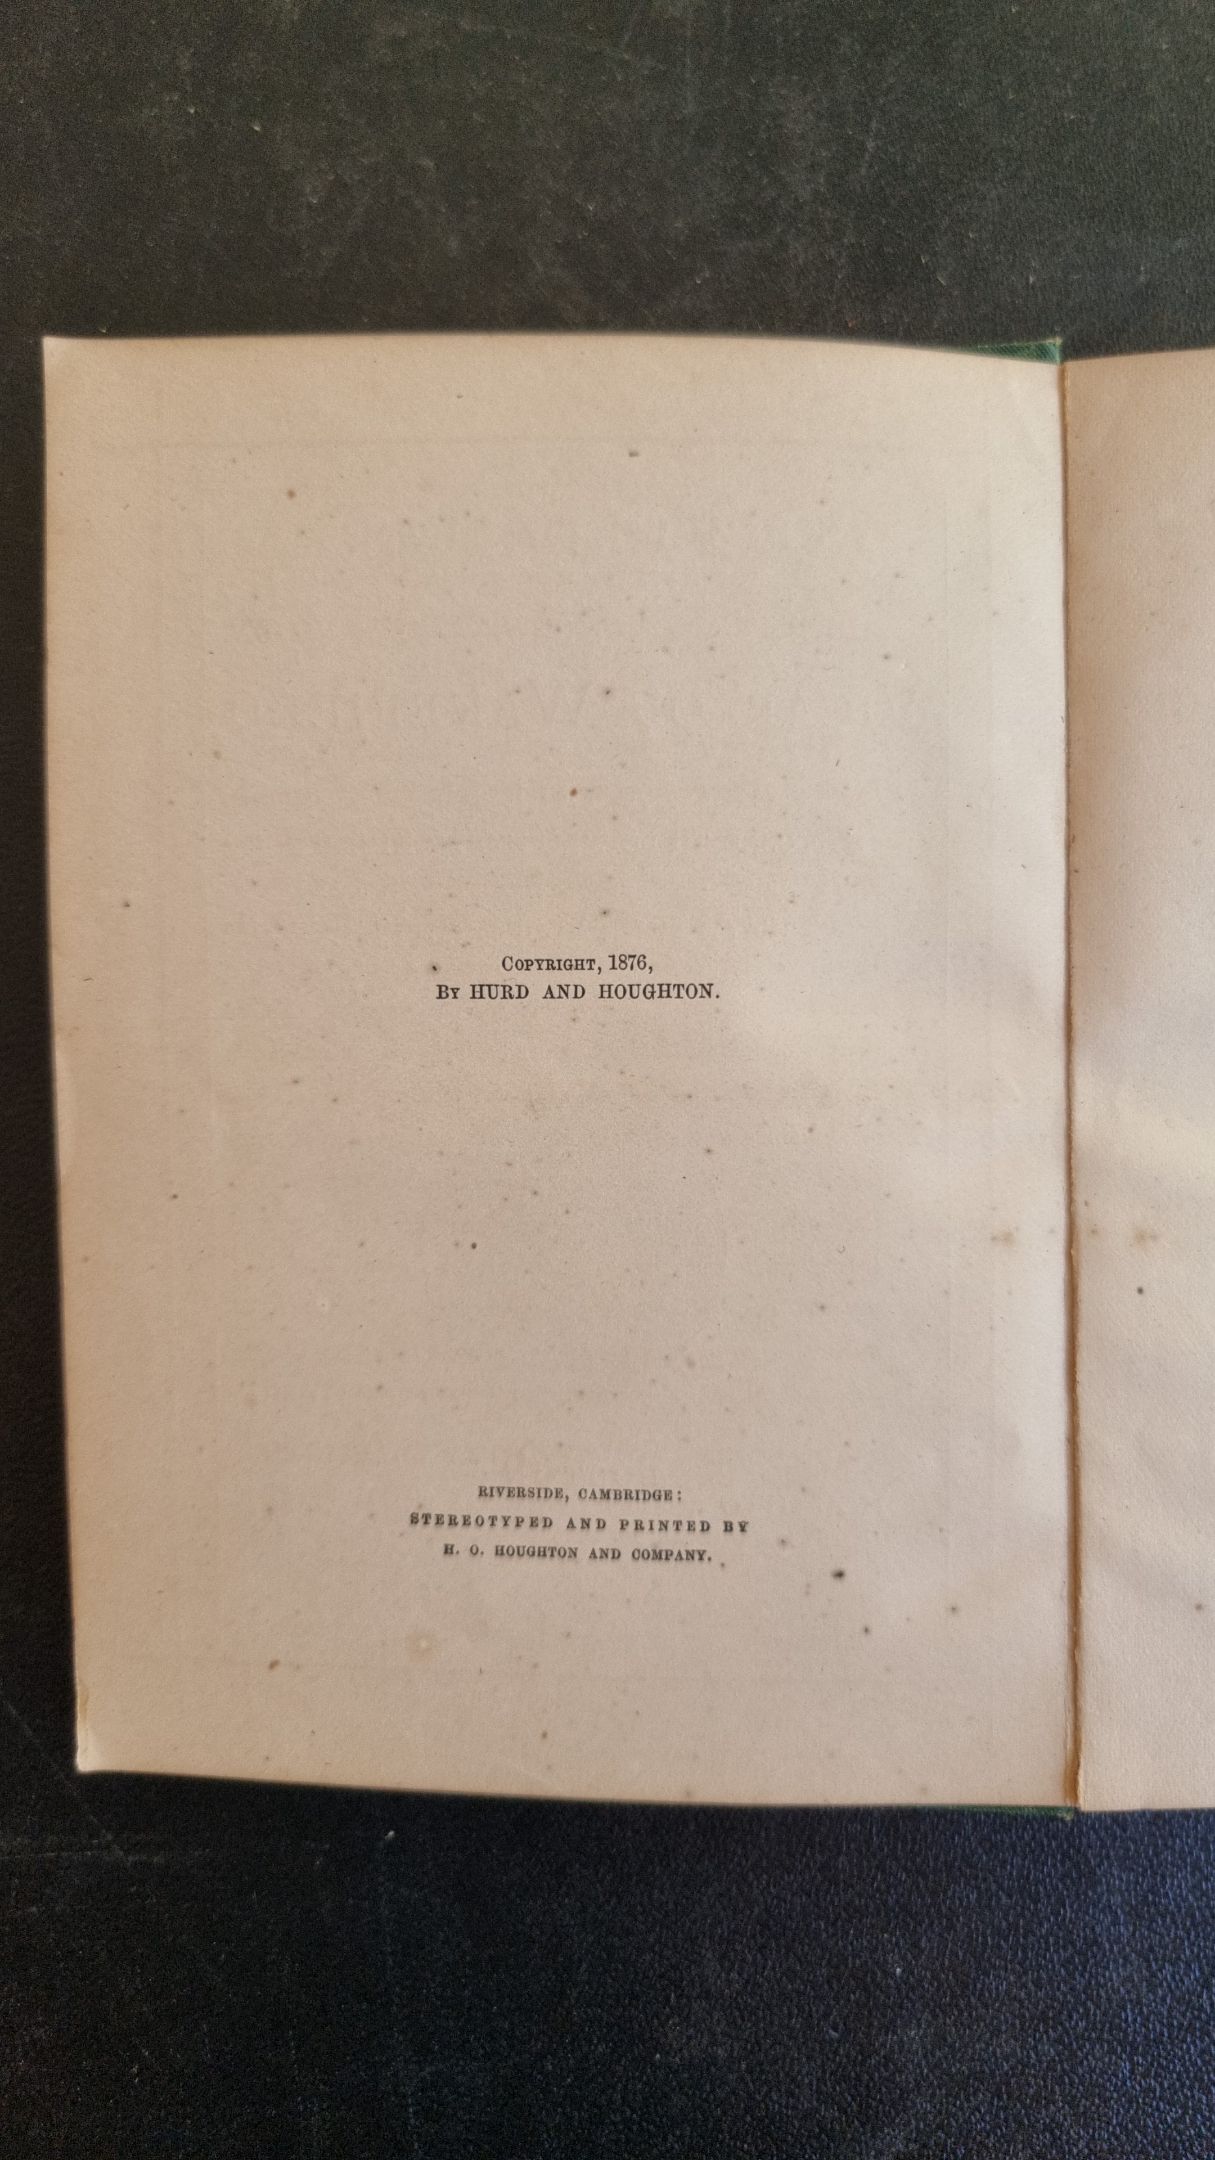 COPYRIGHT, 1876,
BY HURD AND HOUGHTON.
RIVERSIDE, CAMBRIDGE:
STEREOTYPED AND PRINTED BY
H. O. HOUGHTON AND COMPANY.